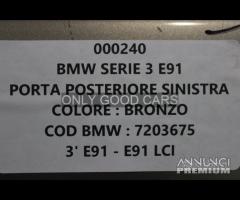 000240
BMW SERIE 3 E91
PORTA POSTERIORE SINISTRA
ONLY GOOD CARS
COLORE : BRONZO
COD BMW : 7203675
3' E91 - E91 LCI
ANNUNCI
PREMIUM